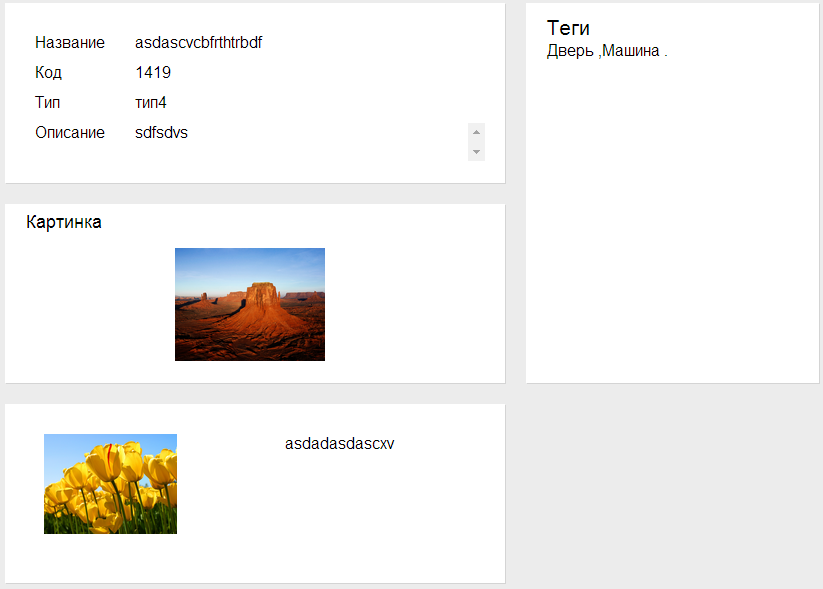 Название asdascvcbfrthtrbdf
Код 1419
Тип тип4
Описание sdfsdvs
Картинка
asdadasdascxv
Теги
Дверь ,Машина .